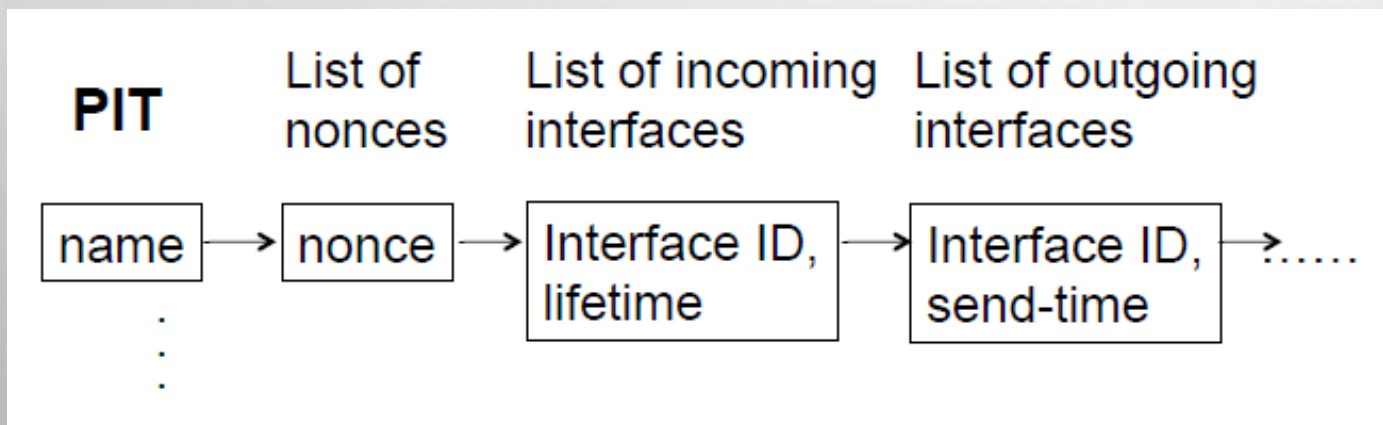 PIT
List of
nonces
List of incoming
interfaces
List of outgoing
interfaces
name
nonce
Interface ID,
lifetime
Interface ID,
send-time
......
.
.
.